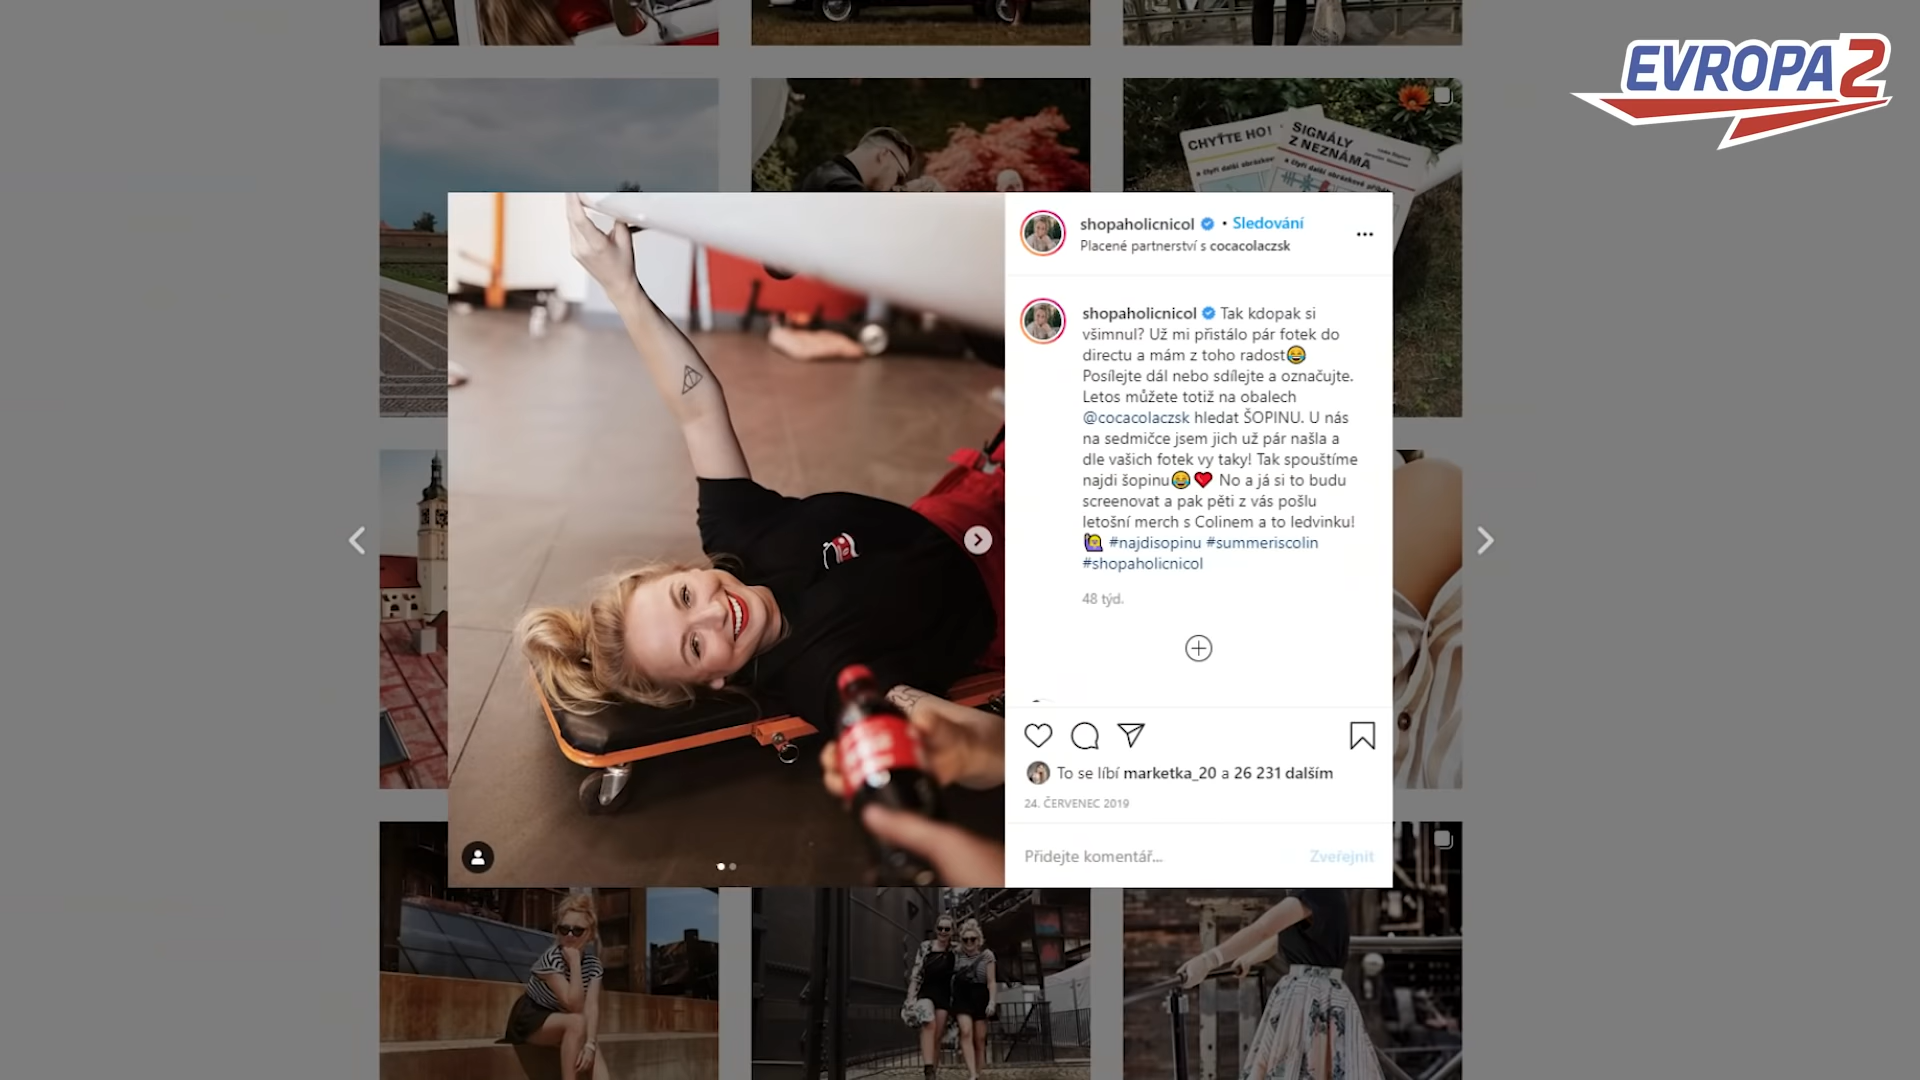 EVROPA 2
CHYŤTE HO!
SIGNÁLY
Z NEZNÁMA
shopaholicnicol • Sledování
Placené partnerství s cocacolaczsk
shopaholicnicol Tak kdopak si
všimnul? Už mi přistálo pár fotek do
directu a mám z toho radost😂
Posílejte dál nebo sdílejte a označujte.
Letos můžete totiž na obalech
@cocacolaczsk hledat ŠOPINU. U nás
na sedmičce jsem jich už pár našla a
dle vašich fotek vy taky! Tak spouštíme
najdi šopinu😂❤️ No a já si to budu
screenovat a pak pěti z vás pošlu
letošní merch s Colinem a to ledvinku!
🙋 #najdisopinu #summeriscolin
#shopaholicnicol
48 týd.
To se líbí marketka_20 a 26 231 dalším
24. ČERVENEC 2019
Přidejte komentář... Zveřejnit